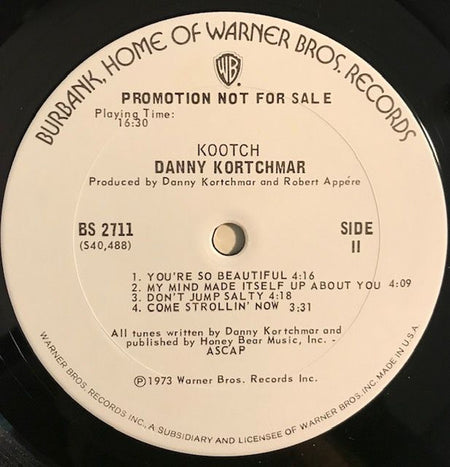 BURBANK, HOME OF WARNER BROS. RECORDS
WB
PROMOTION NOT FOR SALE
Playing Time:
16:30
KOOTCH
DANNY KORTCHMAR
Produced by Danny Kortchmar and Robert Appére
BS 2711
(S40,488)
SIDE
II
1. YOU'RE SO BEAUTIFUL 4:16
2. MY MIND MADE ITSELF UP ABOUT YOU 4:09
3. DON'T JUMP SALTY 4:18
4. COME STROLLIN' NOW 3:31
All tunes written by Danny Kortchmar and
published by Honey Bear Music, Inc. -
ASCAP
Ⓟ1973 Warner Bros. Records Inc.
WARNER BROS. RECORDS INC. A SUBSIDIARY AND LICENSEE OF WARNER BROS. INC. MADE IN U.S.A.